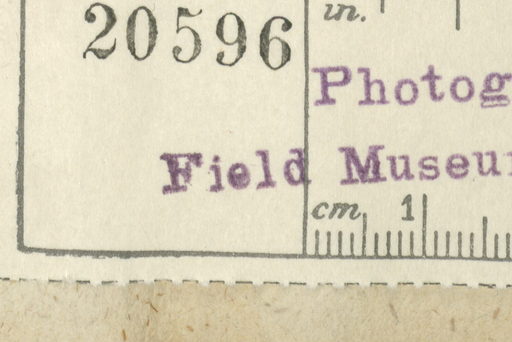 in.
20596
Photog
Field Museu
cm. 1